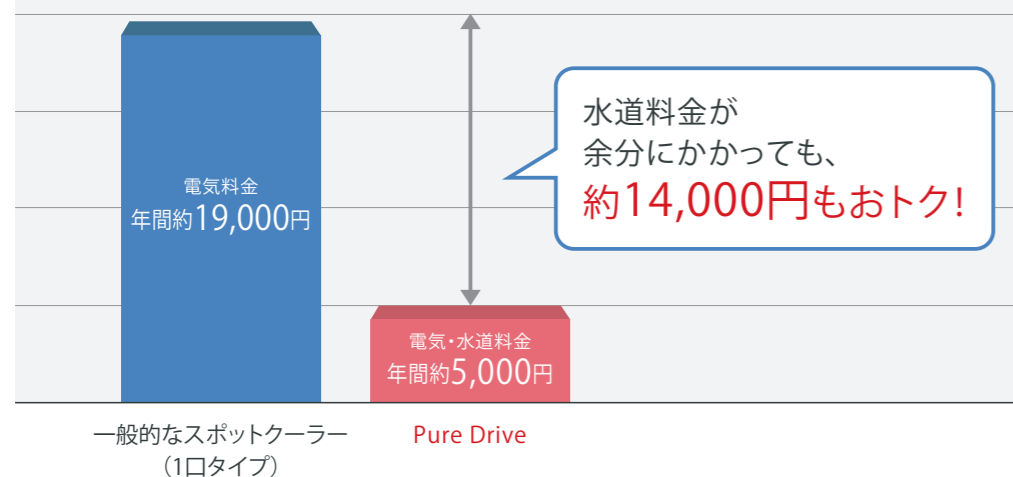 水道料金が
余分にかかっても、
約14,000円もおトク!
電気料金
年間約19,000円
電気・水道料金
年間約5,000円
一般的なスポットクーラー
（1口タイプ）
Pure Drive